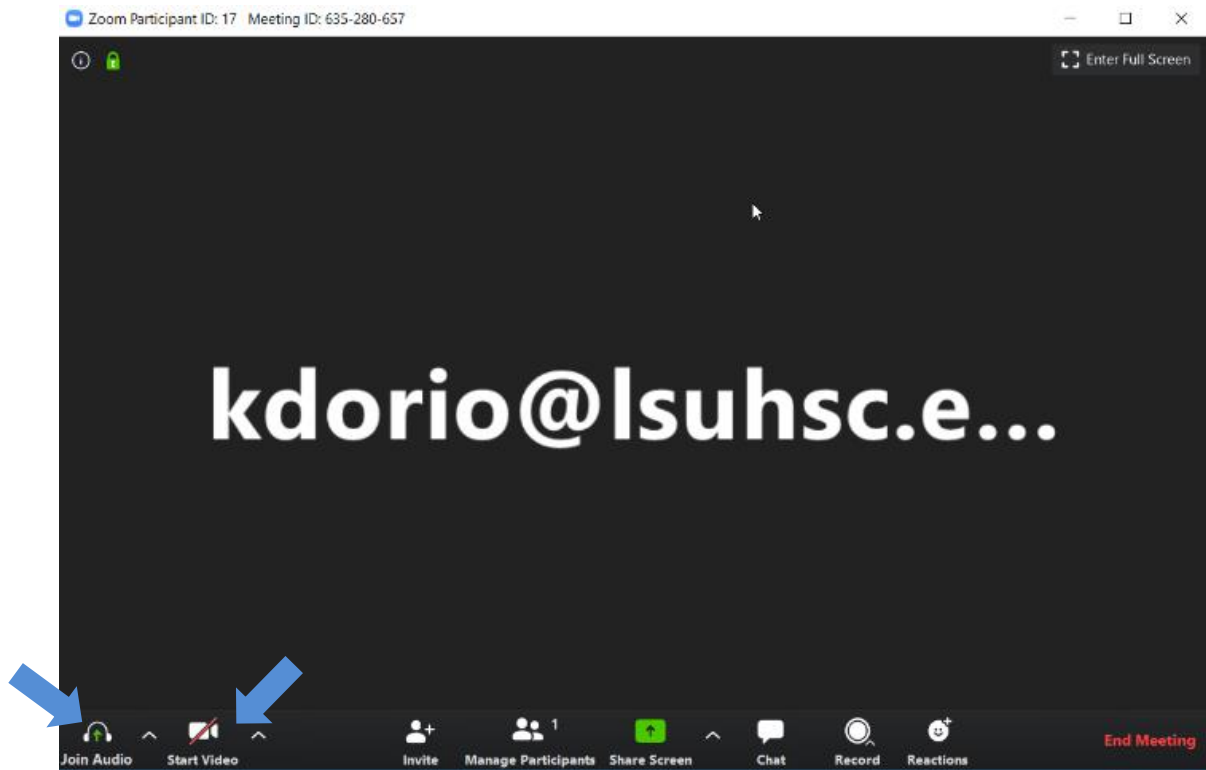 Zoom Participant ID: 17 Meeting ID: 635-280-657
Enter Full Screen
kdorio@lsuhsc.e...
1
Join Audio Start Video Invite Manage Participants Share Screen Chat Record Reactions End Meeting